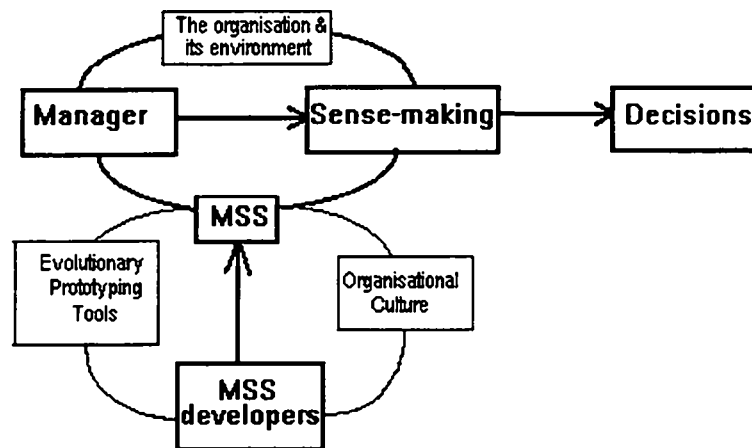 The organisation &
its environment
Manager
Sense-making
Decisions
MSS
Evolutionary
Prototyping
Tools
Organisational
Culture
MSS
developers